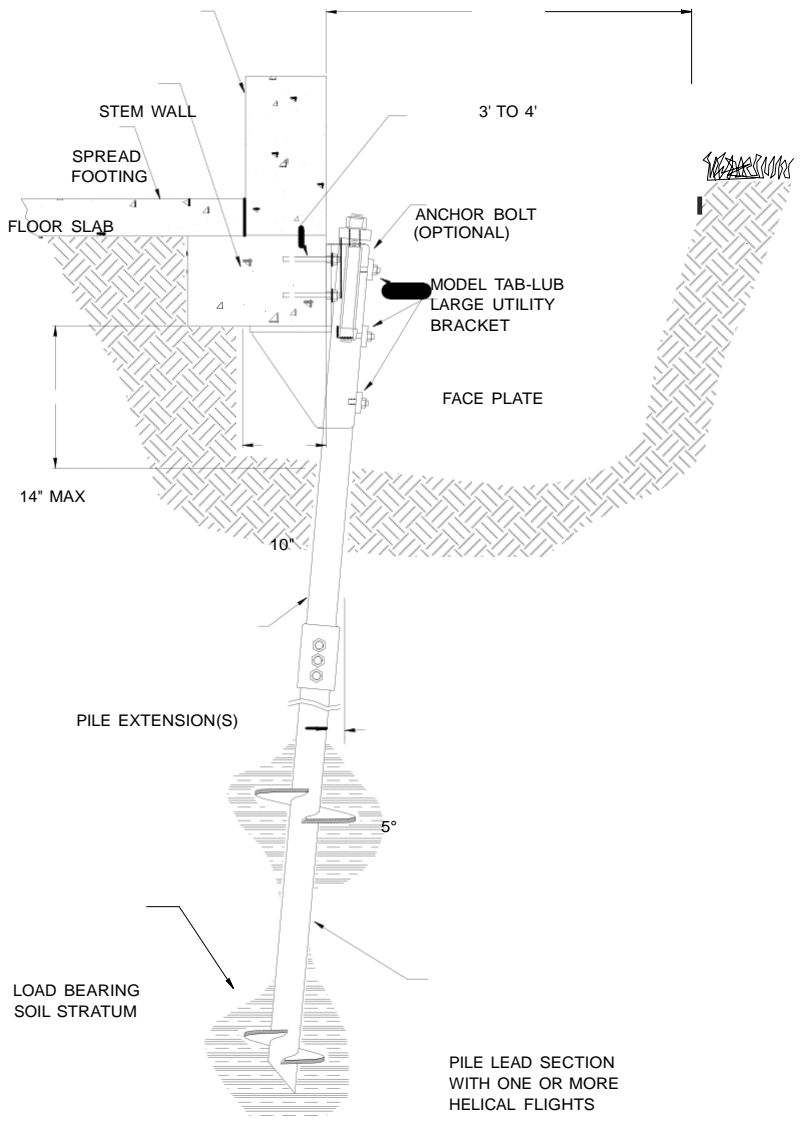 STEM WALL
3' TO 4'
SPREAD
FOOTING
FLOOR SLAB
ANCHOR BOLT
(OPTIONAL)
MODEL TAB-LUB
LARGE UTILITY
BRACKET
FACE PLATE
14" MAX
10"
PILE EXTENSION(S)
5°
LOAD BEARING
SOIL STRATUM
PILE LEAD SECTION
WITH ONE OR MORE
HELICAL FLIGHTS